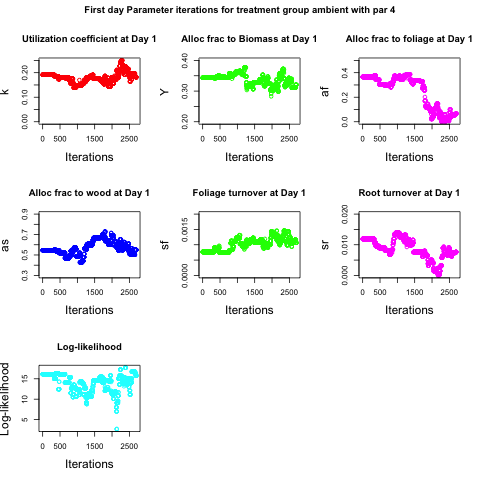 First day Parameter iterations for treatment group ambient with par 4
Utilization coefficient at Day 1
k
0.00 0.10 0.20
0 500 1500 2500
Iterations
Alloc frac to Biomass at Day 1
Y
0.20 0.30 0.40
0 500 1500 2500
Iterations
Alloc frac to foliage at Day 1
af
0.0 0.2 0.4
0 500 1500 2500
Iterations
Alloc frac to wood at Day 1
as
0.3 0.5 0.7 0.9
0 500 1500 2500
Iterations
Foliage turnover at Day 1
sf
0.0000 0.0015
0 500 1500 2500
Iterations
Root turnover at Day 1
sr
0.000 0.010 0.020
0 500 1500 2500
Iterations
Log-likelihood
Log-likelihood
5 10 15
0 500 1500 2500
Iterations